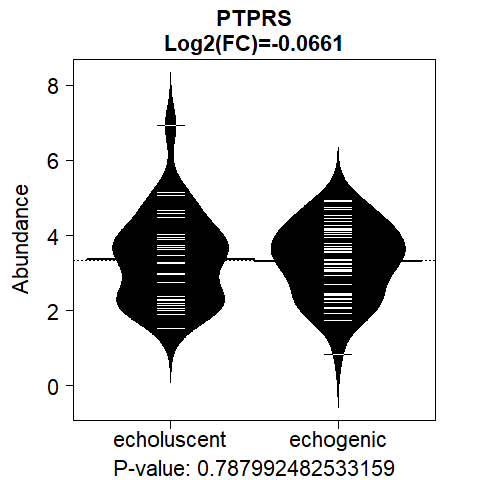 PTPRS
Log2(FC)=-0.0661
Abundance
8
6
4
2
0
echoluscent echogenic
P-value: 0.787992482533159